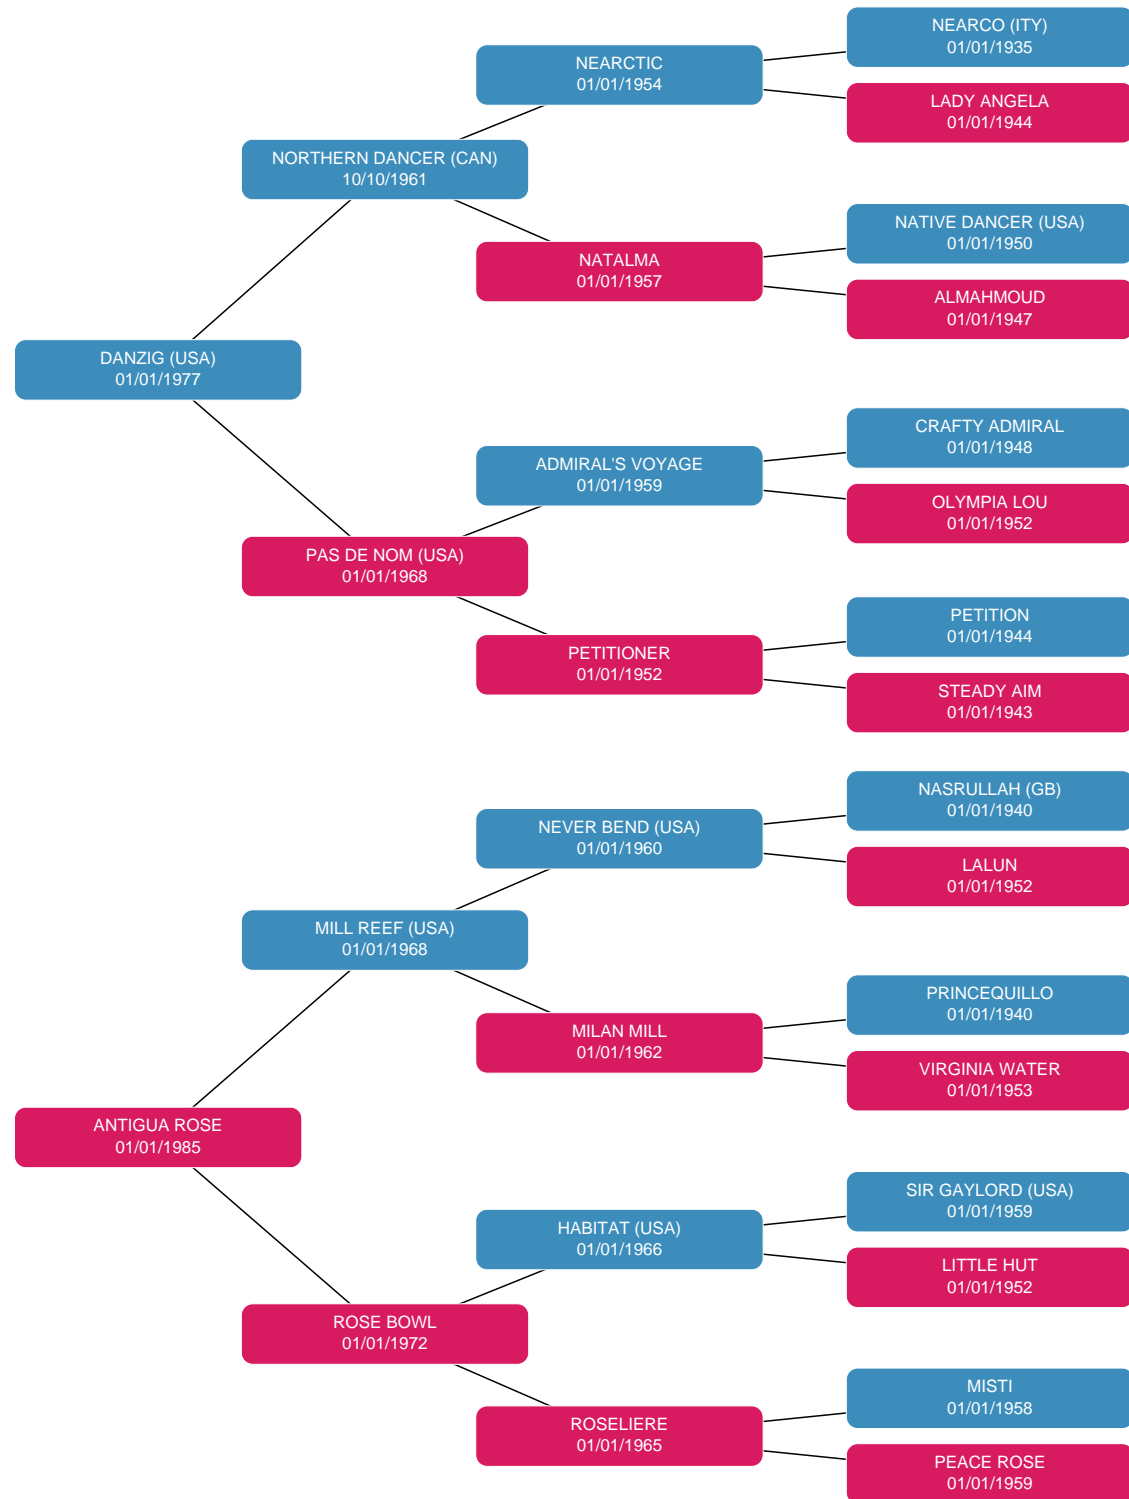 NEARCO (ITY)
01/01/1935
NEARCTIC
01/01/1954
LADY ANGELA
01/01/1944
NORTHERN DANCER (CAN)
10/10/1961
NATIVE DANCER (USA)
01/01/1950
NATALMA
01/01/1957
ALMAHMOUD
01/01/1947
DANZIG (USA)
01/01/1977
CRAFTY ADMIRAL
01/01/1948
ADMIRAL'S VOYAGE
01/01/1959
OLYMPIA LOU
01/01/1952
PAS DE NOM (USA)
01/01/1968
PETITION
01/01/1944
PETITIONER
01/01/1952
STEADY AIM
01/01/1943
NASRULLAH (GB)
01/01/1940
NEVER BEND (USA)
01/01/1960
LALUN
01/01/1952
MILL REEF (USA)
01/01/1968
PRINCEQUILLO
01/01/1940
MILAN MILL
01/01/1962
VIRGINIA WATER
01/01/1953
ANTIGUA ROSE
01/01/1985
SIR GAYLORD (USA)
01/01/1959
HABITAT (USA)
01/01/1966
LITTLE HUT
01/01/1952
ROSE BOWL
01/01/1972
MISTI
01/01/1958
ROSELIERE
01/01/1965
PEACE ROSE
01/01/1959